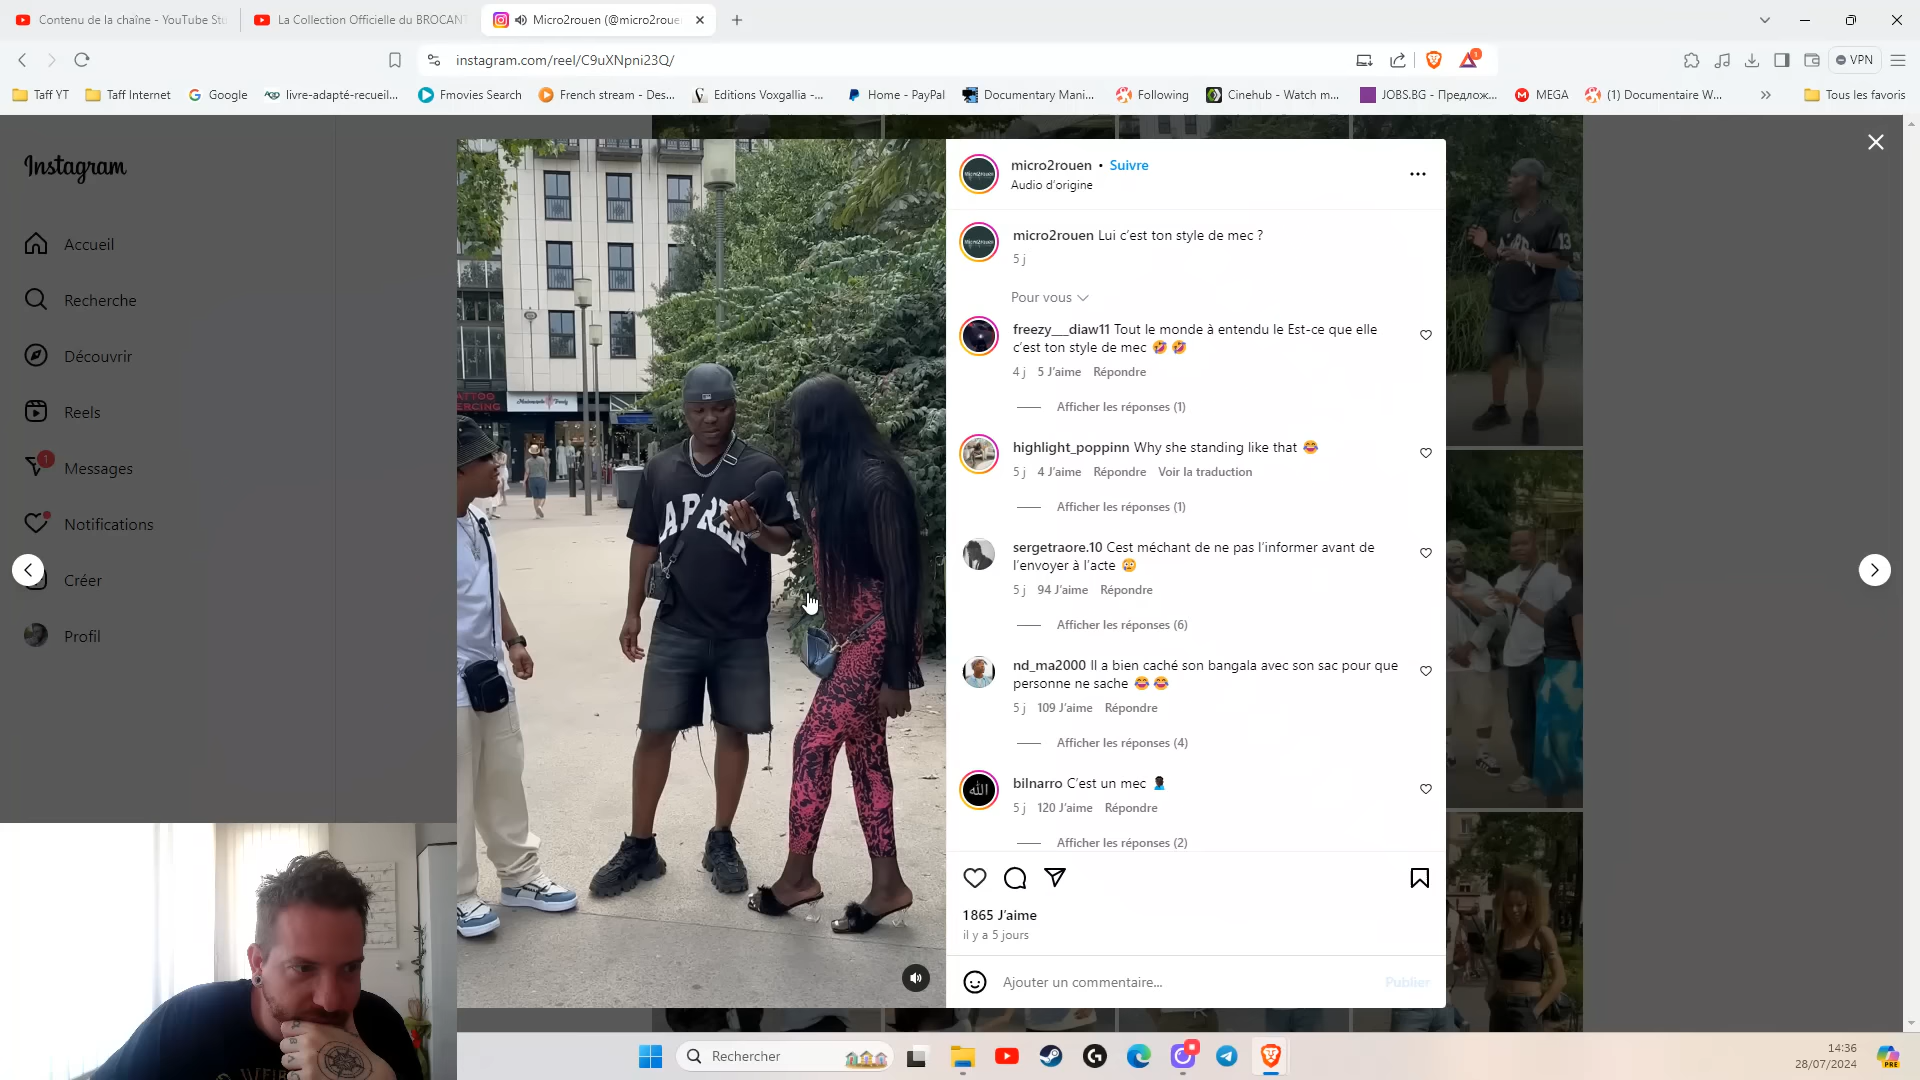 Contenu de la chaîne - YouTube Stu
La Collection Officielle du BROCANT
Micro2rouen (@micro2roue
instagram.com/reel/C9uXNpni23Q/
1
VPN
Taff YT
Taff Internet
Google
livre-adapté-recueil...
Fmovies Search
French stream - Des...
Editions Voxgallia -...
Home - PayPal
Documentary Mani...
Following
Cinehub - Watch m...
JOBS.BG - Предлож...
MEGA
(1) Documentaire W...
Tous les favoris
Instagram
Accueil
Recherche
Découvrir
Reels
1
Messages
Notifications
Créer
Profil
TATTOO
13
micro2rouen • Suivre
Audio d'origine
micro2rouen Lui c'est ton style de mec ?
5 j
Pour vous
freezy___diaw11 Tout le monde à entendu le Est-ce que elle
c'est ton style de mec 🤣 🤣
4 j 5 J'aime Répondre
Afficher les réponses (1)
highlight_poppinn Why she standing like that 😂
5 j 4 J'aime Répondre Voir la traduction
Afficher les réponses (1)
sergetraore.10 Cest méchant de ne pas l'informer avant de
l'envoyer à l'acte 😳
5 j 94 J'aime Répondre
Afficher les réponses (6)
nd_ma2000 Il a bien caché son bangala avec son sac pour que
personne ne sache 😂 😂
5 j 109 J'aime Répondre
Afficher les réponses (4)
الله
bilnarro C'est un mec 🤦🏿‍♂️
5 j 120 J'aime Répondre
Afficher les réponses (2)
1 865 J'aime
il y a 5 jours
Ajouter un commentaire...
Publier
Rechercher
14:36
28/07/2024